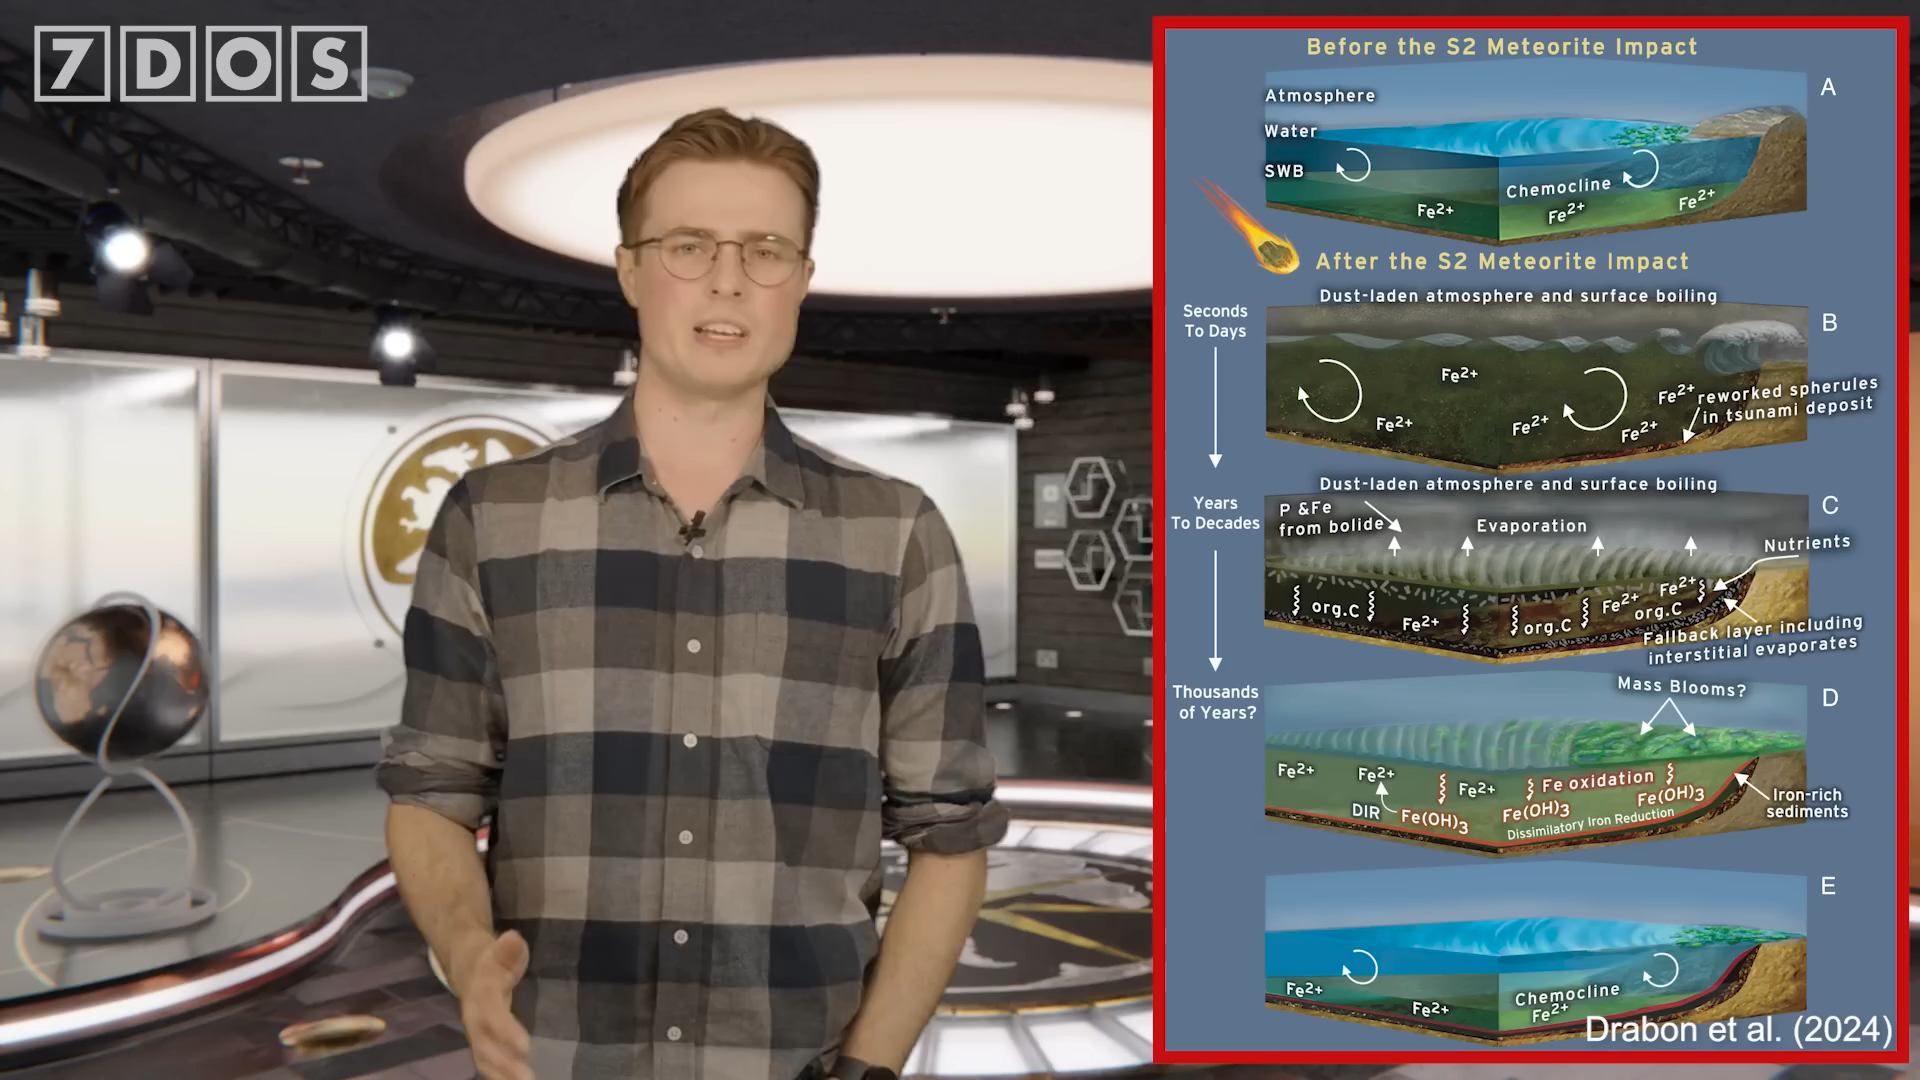 7DOS
Before the S2 Meteorite Impact
A
Atmosphere
Water
SWB
Chemocline
Fe2+
Fe2+
Fe2+
After the S2 Meteorite Impact
Dust-laden atmosphere and surface boiling
Seconds
To Days
B
Fe2+
Fe2+
Fe2+
Fe2+
Fe2+
reworked spherules
in tsunami deposit
Dust-laden atmosphere and surface boiling
Years
To Decades
C
P &Fe
from bolide
Evaporation
Nutrients
org.C
Fe2+
org.C
Fe2+
Fe2+
org.C
Fallback layer including
interstitial evaporates
Thousands
of Years?
Mass Blooms?
D
Fe2+
Fe2+
Fe2+
Fe oxidation
DIR
Fe(OH)3
Fe(OH)3
Fe(OH)3
Dissimilatory Iron Reduction
Iron-rich
sediments
E
Fe2+
Fe2+
Chemocline
Fe2+
Drabon et al. (2024)